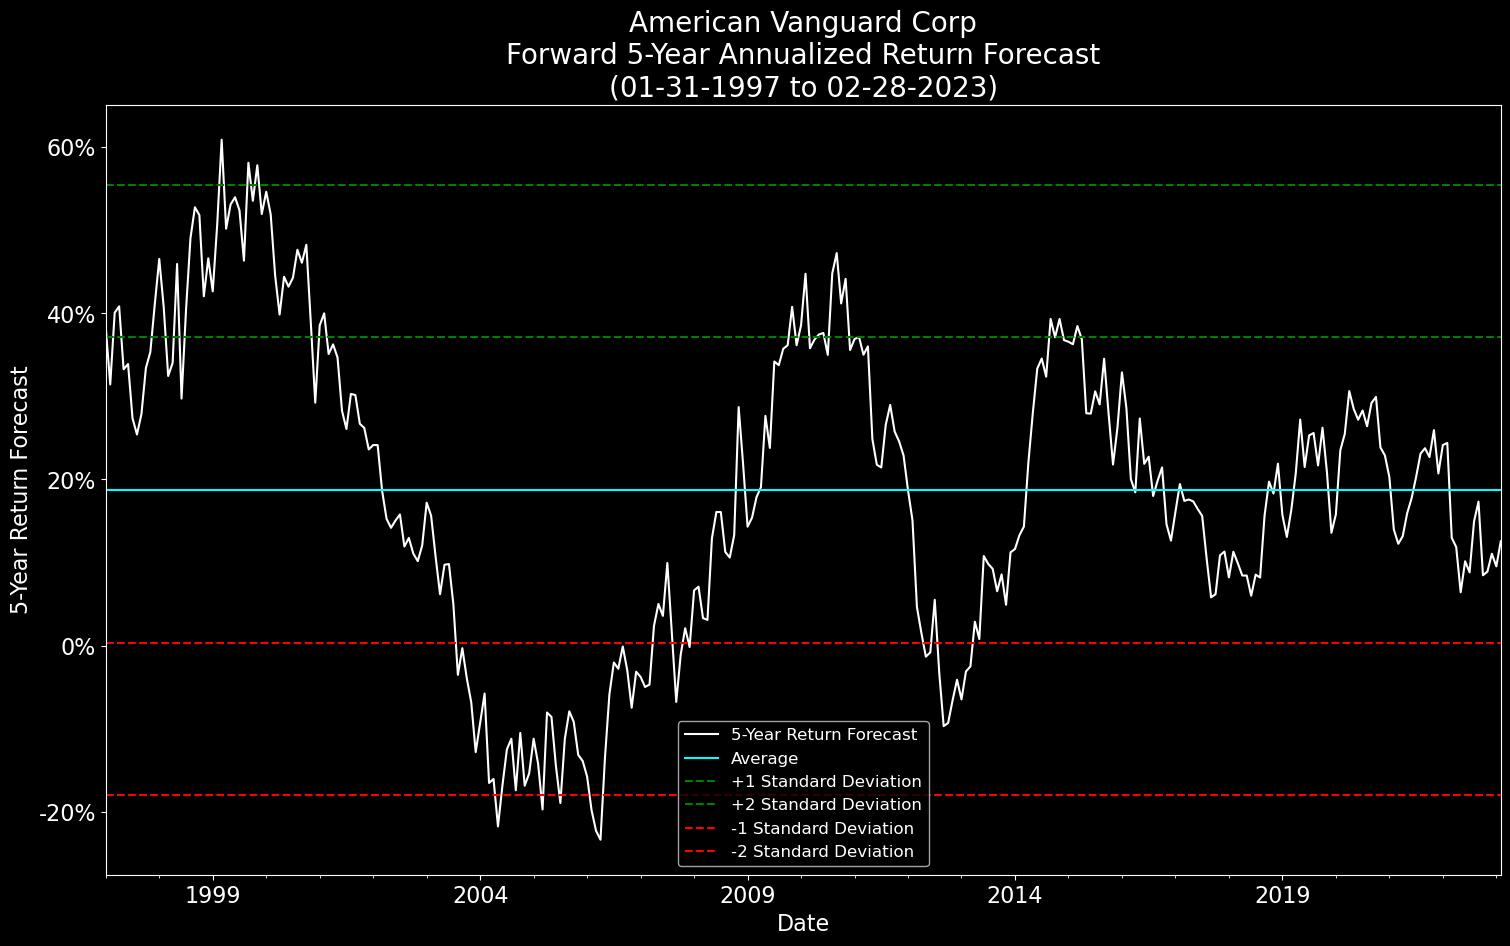 American Vanguard Corp
Forward 5-Year Annualized Return Forecast
(01-31-1997 to 02-28-2023)
5-Year Return Forecast
60%
40%
20%
0%
-20%
5-Year Return Forecast
Average
+1 Standard Deviation
+2 Standard Deviation
-1 Standard Deviation
-2 Standard Deviation
1999 2004 2009 2014 2019
Date